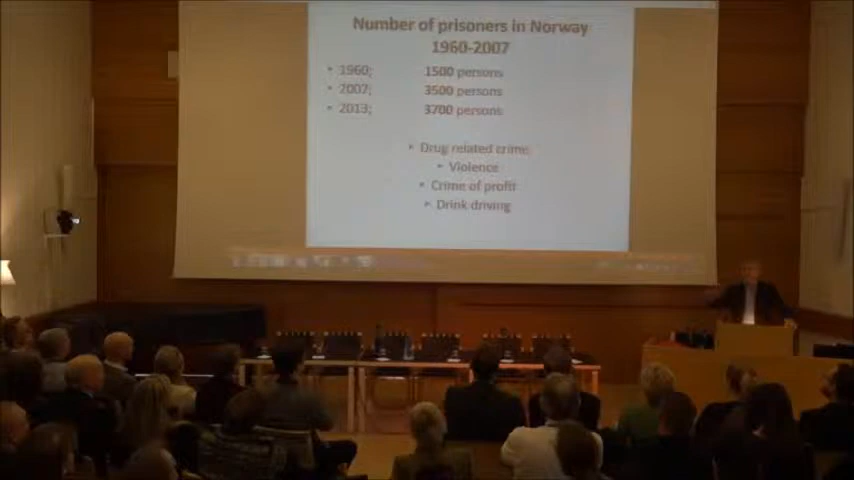 Number of prisoners in Norway
1960-2007
• 1960; 1500 persons
• 2007; 3500 persons
• 2013; 3700 persons
• Drug related crime
• Violence
• Crime of profit
• Drink driving